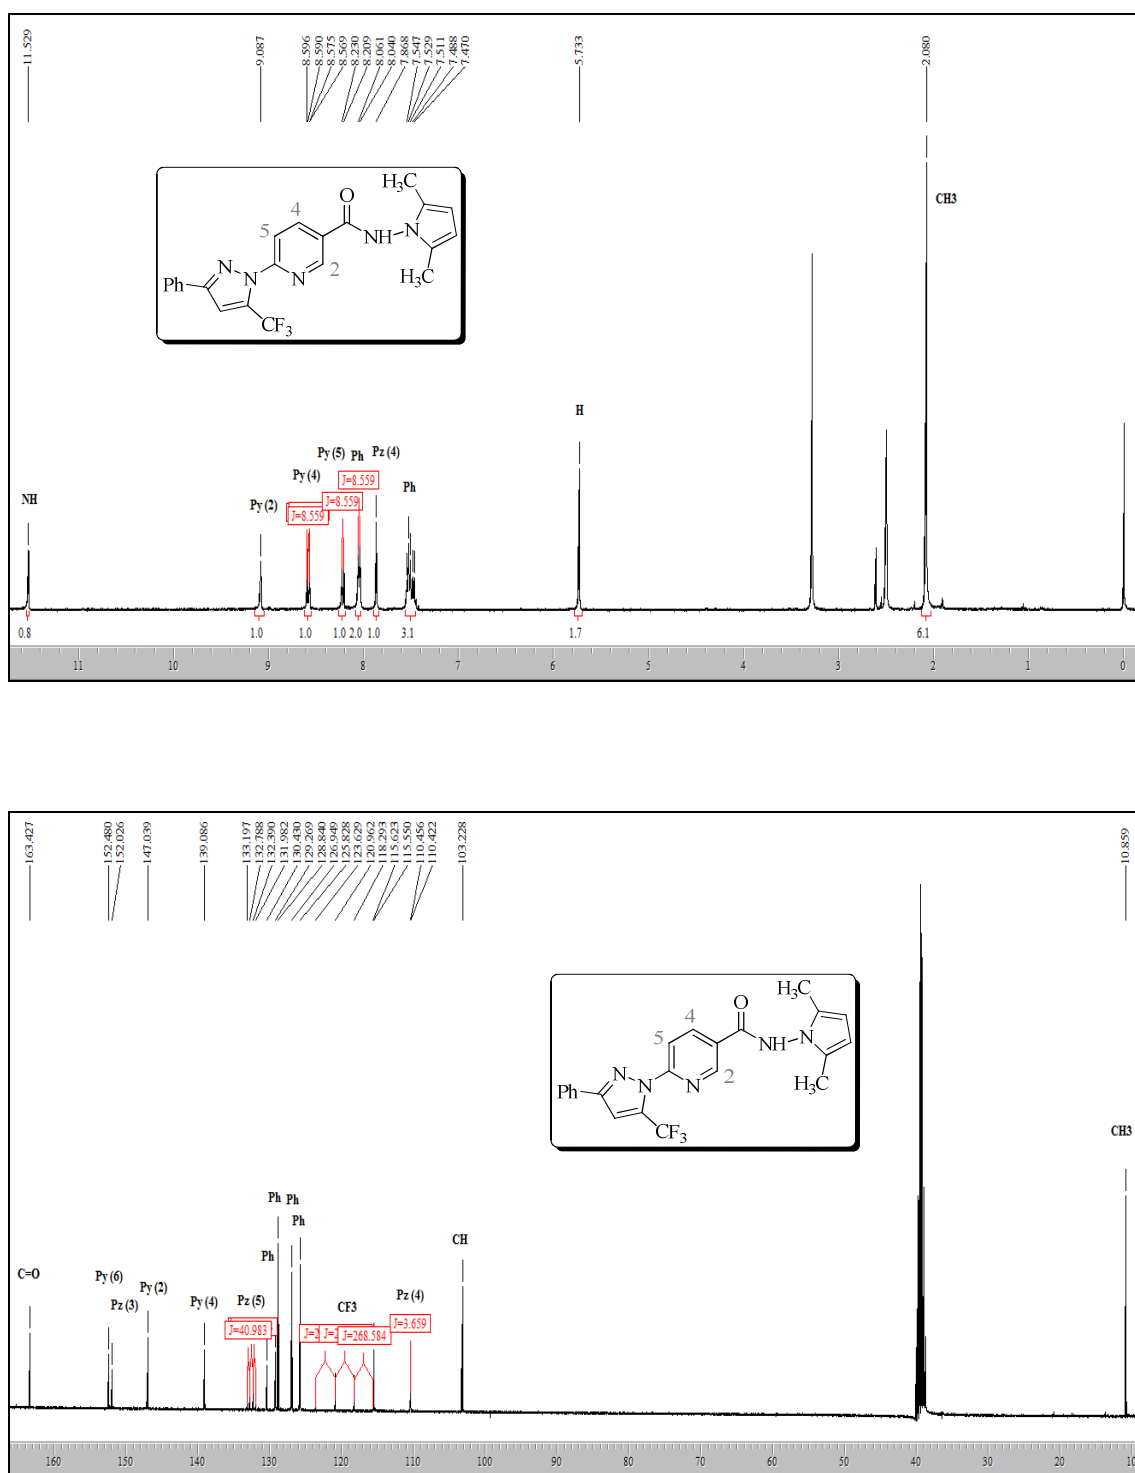 11.529 9.087 8.596 8.590 8.575 8.569 8.230 8.209 8.061 8.040 7.868 7.547 7.529 7.511 7.488 7.470 5.733 2.080
H3C
O
4
5
NH N
2
N
N
N
H3C
Ph
CF3
CH3
H
Py (5) Ph Pz (4)
Py (4)
J=8.559
Ph
NH
Py (2)
J=8.559
J=8.559
0.8 1.0 1.0 1.0 2.0 1.0 3.1 1.7 6.1
11 10 9 8 7 6 5 4 3 2 1 0
163.427 152.480 152.026 147.039 139.086 133.197 132.788 132.390 131.982 130.430 129.269 128.840 126.949 125.828 123.629 120.962 118.293 115.623 115.550 110.456 110.422 103.228 10.859
H3C
O
4
5
NH N
2
N
N
N
H3C
Ph
CF3
CH3
Ph Ph
Ph
CH
Ph
C=O
Py (6)
Py (2)
Pz (3)
Py (4)
Pz (5)
CF3
Pz (4)
J=3.659
J=40.983
J=268.584
160 150 140 130 120 110 100 90 80 70 60 50 40 30 20 10